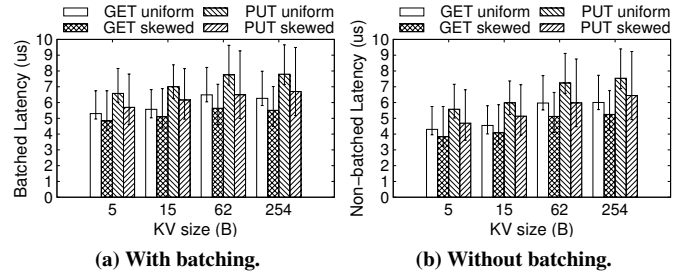 GET uniform PUT uniform
GET skewed PUT skewed
Batched Latency (us)
10
9
8
7
6
5
4
3
2
1
0
5 15 62 254
KV size (B)
(a) With batching.
GET uniform PUT uniform
GET skewed PUT skewed
Non-batched Latency (us)
10
9
8
7
6
5
4
3
2
1
0
5 15 62 254
KV size (B)
(b) Without batching.